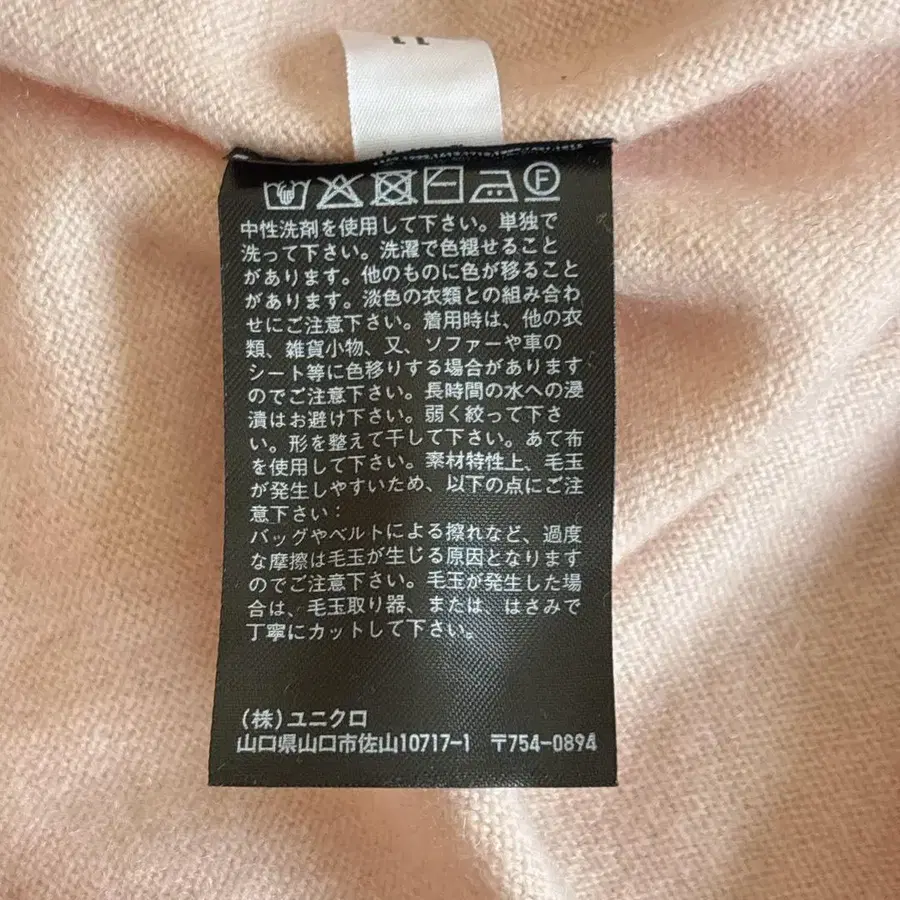 11
F
中性洗剤を使用して下さい。単独で
洗って下さい。洗濯で色褪せること
があります。他のものに色が移ること
があります。淡色の衣類との組み合わ
せにご注意下さい。着用時は、他の衣
類、雑貨小物、又、ソファーや車の
シート等に色移りする場合があります
のでご注意下さい。長時間の水への浸
漬はお避け下さい。弱く絞って下さ
い。形を整えて干して下さい。あて布
を使用して下さい。素材特性上、毛玉
が発生しやすいため、以下の点にご注
意下さい：
バッグやベルトによる擦れなど、過度
な摩擦は毛玉が生じる原因となります
のでご注意下さい。毛玉が発生した場
合は、毛玉取り器、または はさみで
丁寧にカットして下さい。
(株)ユニクロ
山口県山口市佐山10717-1 〒754-0894